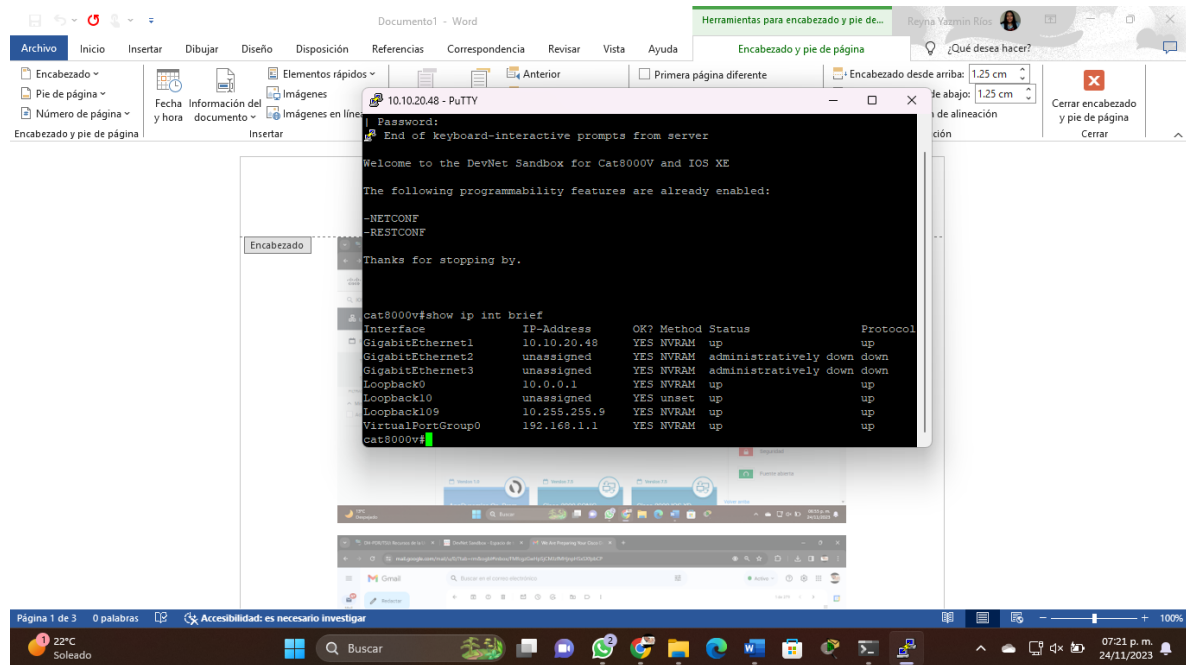 Documento1 - Word
Herramientas para encabezado y pie de...
Reyna Yazmin Ríos
Archivo Inicio Insertar Dibujar Diseño Disposición Referencias Correspondencia Revisar Vista Ayuda Encabezado y pie de página ¿Qué desea hacer?
Encabezado
Pie de página
Número de página
Encabezado y pie de página
Fecha y hora
Información del documento
Elementos rápidos
Imágenes
Imágenes en línea
Insertar
Anterior
Primera página diferente
Encabezado desde arriba: 1.25 cm
de abajo: 1.25 cm
de alineación
Cerrar encabezado
y pie de página
Cerrar
10.10.20.48 - PuTTY
| Password:
End of keyboard-interactive prompts from server
Welcome to the DevNet Sandbox for Cat8000V and IOS XE
The following programmability features are already enabled:
-NETCONF
-RESTCONF
Thanks for stopping by.
cat8000v#show ip int brief
Interface IP-Address OK? Method Status Protocol
GigabitEthernet1 10.10.20.48 YES NVRAM up up
GigabitEthernet2 unassigned YES NVRAM administratively down down
GigabitEthernet3 unassigned YES NVRAM administratively down down
Loopback0 10.0.0.1 YES NVRAM up up
Loopback10 unassigned YES unset up up
Loopback109 10.255.255.9 YES NVRAM up up
VirtualPortGroup0 192.168.1.1 YES NVRAM up up
cat8000v#
Encabezado
Seguridad
Gmail
Redactar
Página 1 de 3 0 palabras Accesibilidad: es necesario investigar 100%
1
22°C
Soleado
Buscar
2
07:21 p. m.
24/11/2023